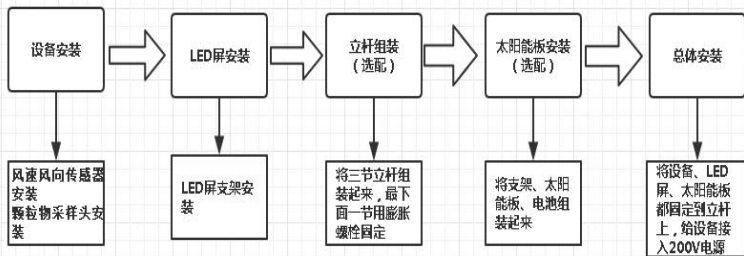 设备安装
LED屏安装
立杆组装
（选配）
太阳能板安装
（选配）
总体安装
风速风向传感器
安装
颗粒物采样头安
装
LED屏支架安
装
将三节立杆组
装起来，最下
面一节用膨胀
螺栓固定
将支架、太阳
能板、电池组
装起来
将设备、LED
屏、太阳能板
都固定到立杆
上，给设备接
入200V电源